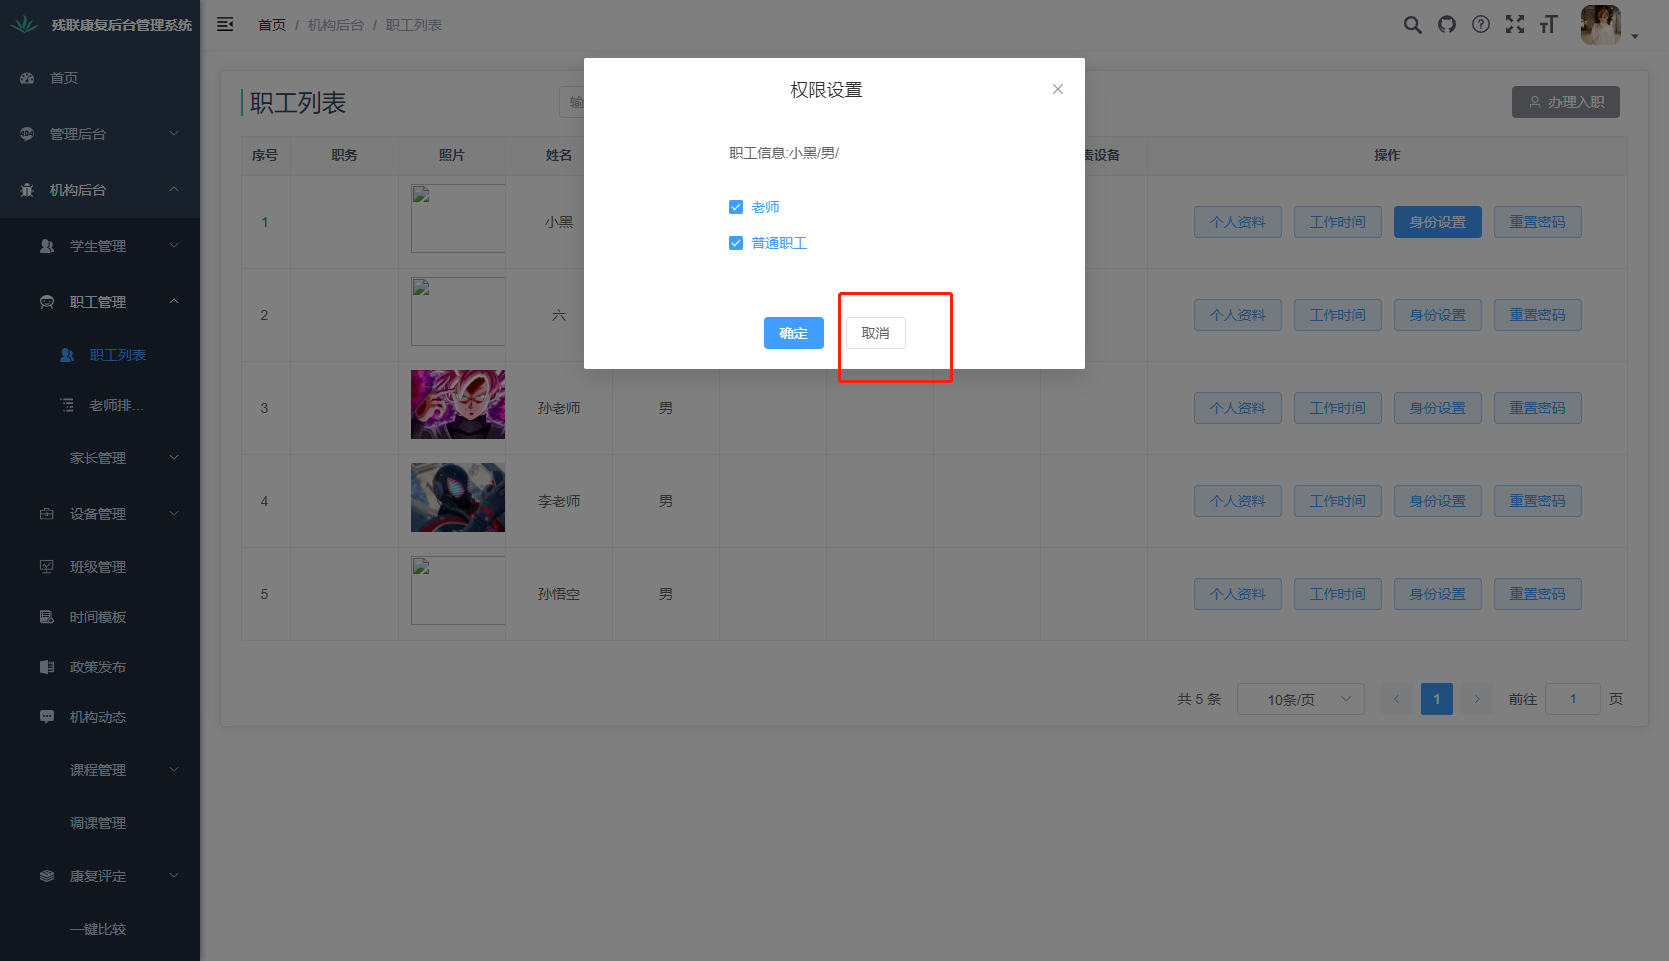 残联康复后台管理系统
首页 / 机构后台 / 职工列表
首页
管理后台
机构后台
学生管理
职工管理
职工列表
老师排...
家长管理
设备管理
班级管理
时间模板
政策发布
机构动态
课程管理
调课管理
康复评定
一键比较
职工列表
输
办理入职
序号 职务 照片 姓名 责设备 操作
1 小黑 个人资料 工作时间 身份设置 重置密码
2 六 个人资料 工作时间 身份设置 重置密码
3 孙老师 男 个人资料 工作时间 身份设置 重置密码
4 李老师 男 个人资料 工作时间 身份设置 重置密码
5 孙悟空 男 个人资料 工作时间 身份设置 重置密码
共 5 条 10条/页 1 前往 1 页
权限设置
职工信息:小黑/男/
老师
普通职工
确定 取消